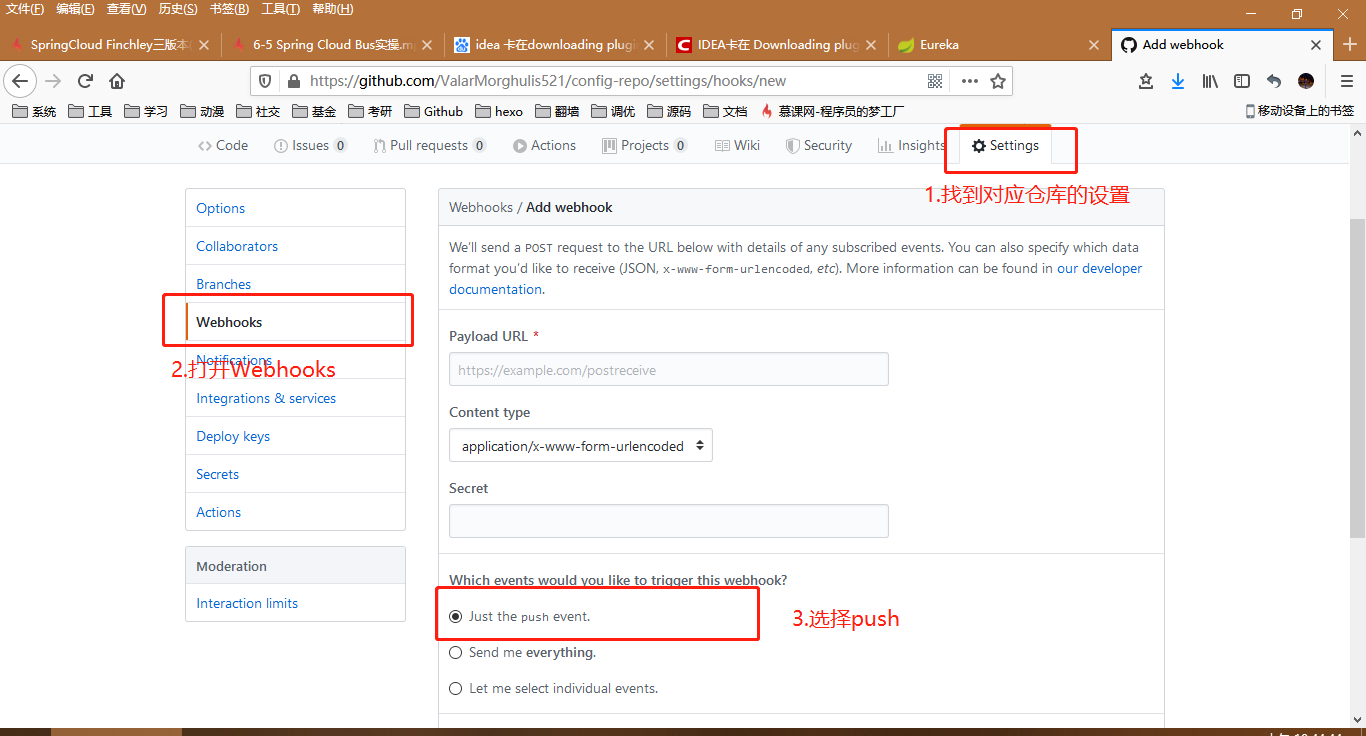 文件(F) 编辑(E) 查看(V) 历史(S) 书签(B) 工具(T) 帮助(H)
SpringCloud Finchley三版本(
6-5 Spring Cloud Bus实操.m
idea 卡在downloading plugi
IDEA卡在 Downloading plug
Eureka
Add webhook
https://github.com/ValarMorghulis521/config-repo/settings/hooks/new
系统 工具 学习 动漫 社交 基金 考研 Github hexo 翻墙 调优 源码 文档 慕课网-程序员的梦工厂 移动设备上的书签
Code Issues 0 Pull requests 0 Actions Projects 0 Wiki Security Insights Settings
1.找到对应仓库的设置
Options
Collaborators
Branches
Webhooks
Notifications
2.打开Webhooks
Integrations & services
Deploy keys
Secrets
Actions
Moderation
Interaction limits
Webhooks / Add webhook
We'll send a POST request to the URL below with details of any subscribed events. You can also specify which data
format you'd like to receive (JSON, x-www-form-urlencoded, etc). More information can be found in our developer
documentation.
Payload URL *
https://example.com/postreceive
Content type
application/x-www-form-urlencoded
Secret
Which events would you like to trigger this webhook?
Just the push event.
3.选择push
Send me everything.
Let me select individual events.